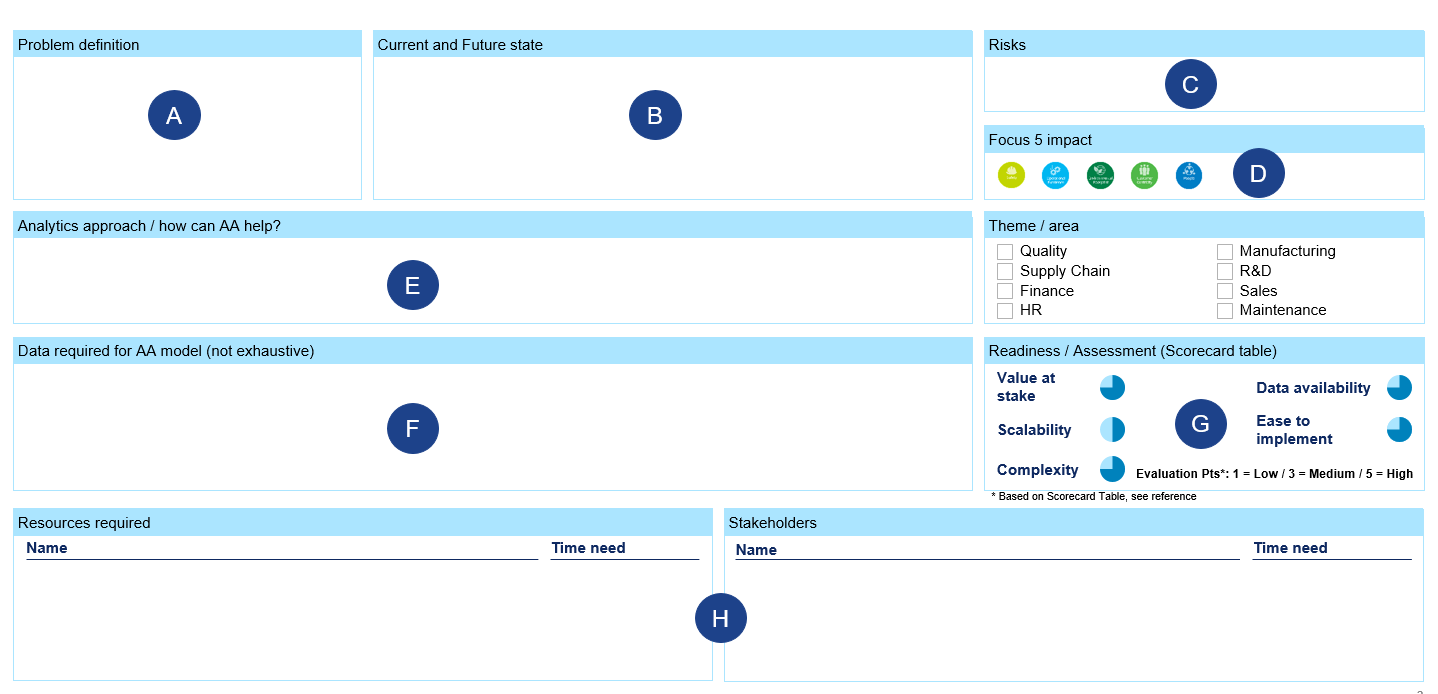 Problem definition
A
Current and Future state
B
Risks
C
Focus 5 impact
D
Analytics approach / how can AA help?
E
Theme / area
Quality
Supply Chain
Finance
HR
Manufacturing
R&D
Sales
Maintenance
Data required for AA model (not exhaustive)
F
Readiness / Assessment (Scorecard table)
Value at
stake
Scalability
Complexity
G
Data availability
Ease to
implement
Evaluation Pts*: 1 = Low / 3 = Medium / 5 = High
* Based on Scorecard Table, see reference
Resources required
Name
Time need
H
Stakeholders
Name
Time need